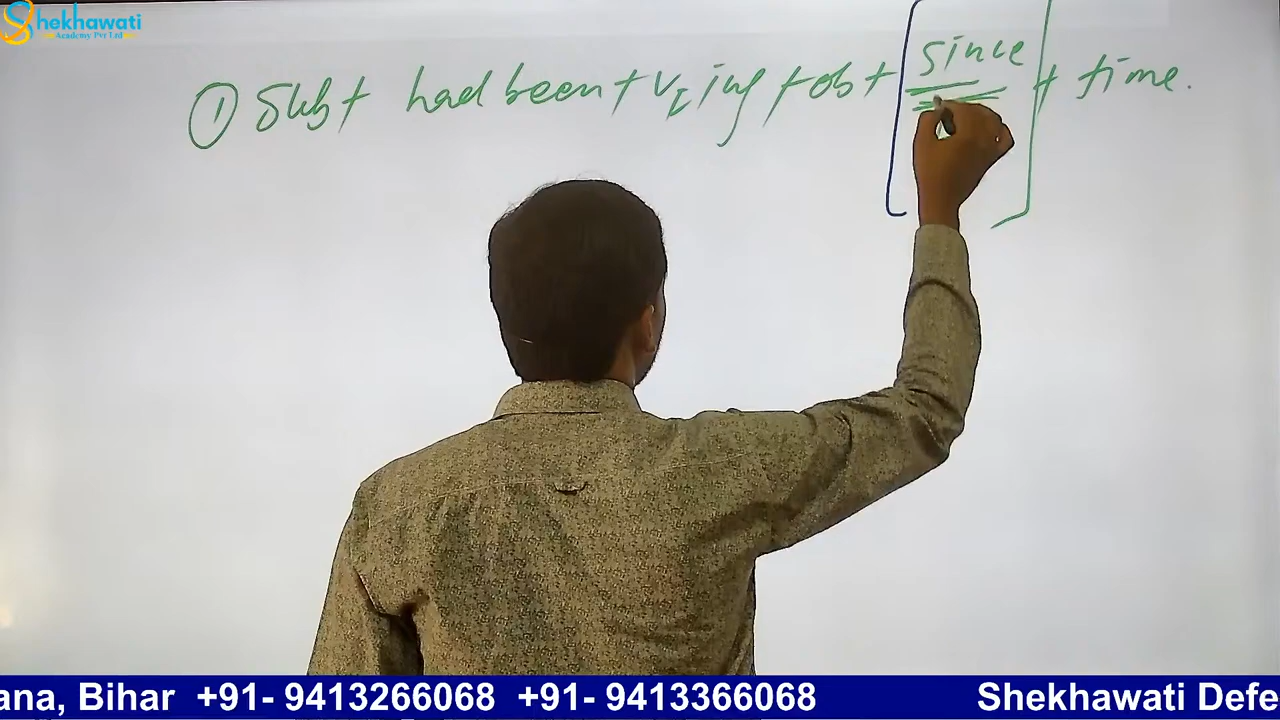 Shekhawati
Academy Pvt Ltd
① Sub + had been + V₁ ing + ob + [since] + time.
ana, Bihar +91- 9413266068 +91- 9413366068 Shekhawati Defe